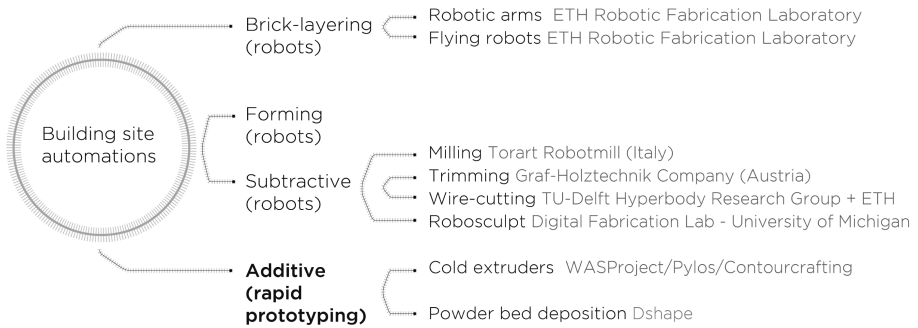 Building site
automations
Brick-layering
(robots)
Robotic arms ETH Robotic Fabrication Laboratory
Flying robots ETH Robotic Fabrication Laboratory
Forming
(robots)
Subtractive
(robots)
Milling Torart Robotmill (Italy)
Trimming Graf-Holztechnik Company (Austria)
Wire-cutting TU-Delft Hyperbody Research Group + ETH
Robosculpt Digital Fabrication Lab - University of Michigan
Additive
(rapid
prototyping)
Cold extruders WASProject/Pylos/Contourcrafting
Powder bed deposition Dshape